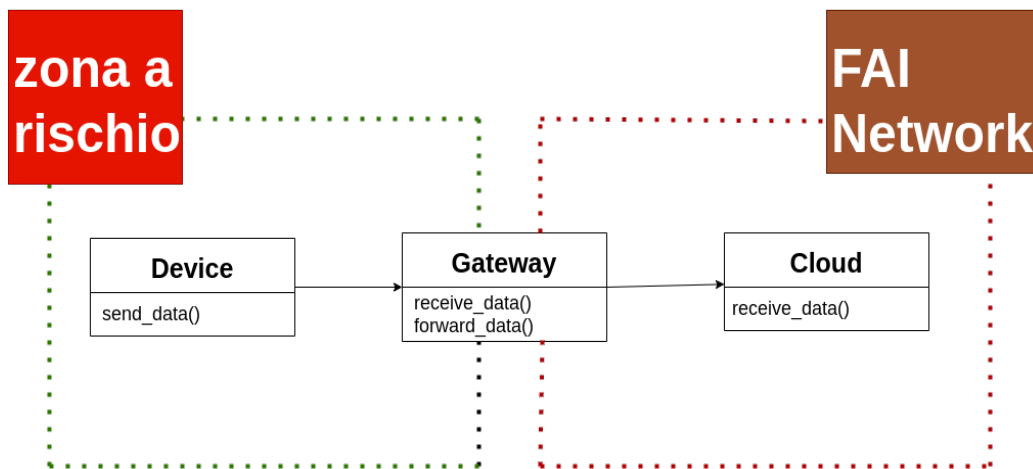 zona a
rischio
FAI
Network
Device
send_data()
Gateway
receive_data()
forward_data()
Cloud
receive_data()